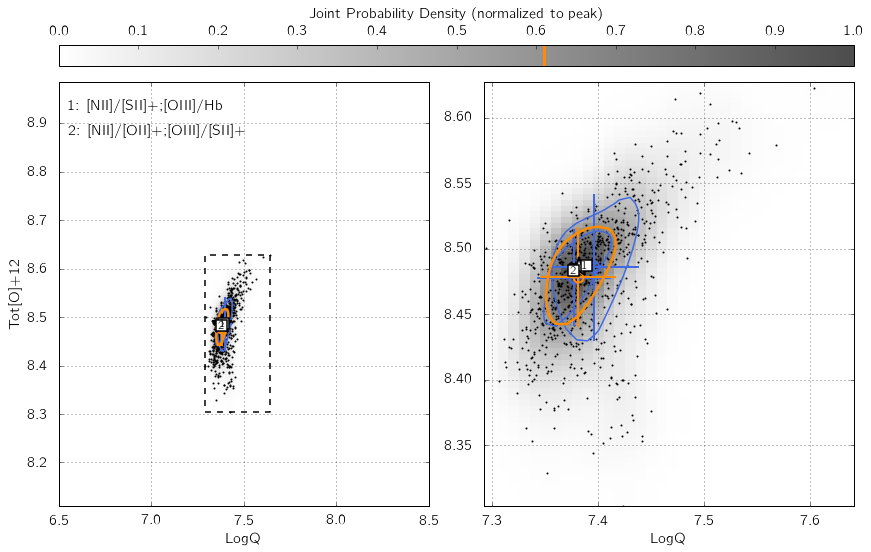 Joint Probability Density (normalized to peak)
0.0 0.1 0.2 0.3 0.4 0.5 0.6 0.7 0.8 0.9 1.0
1: [NII]/[SII]+;[OIII]/Hb
2: [NII]/[OII]+;[OIII]/[SII]+
Tot[O]+12
8.9
8.8
8.7
8.6
8.5
8.4
8.3
8.2
6.5 7.0 7.5 8.0 8.5
LogQ
8.60
8.55
8.50
8.45
8.40
8.35
2 1
7.3 7.4 7.5 7.6
LogQ